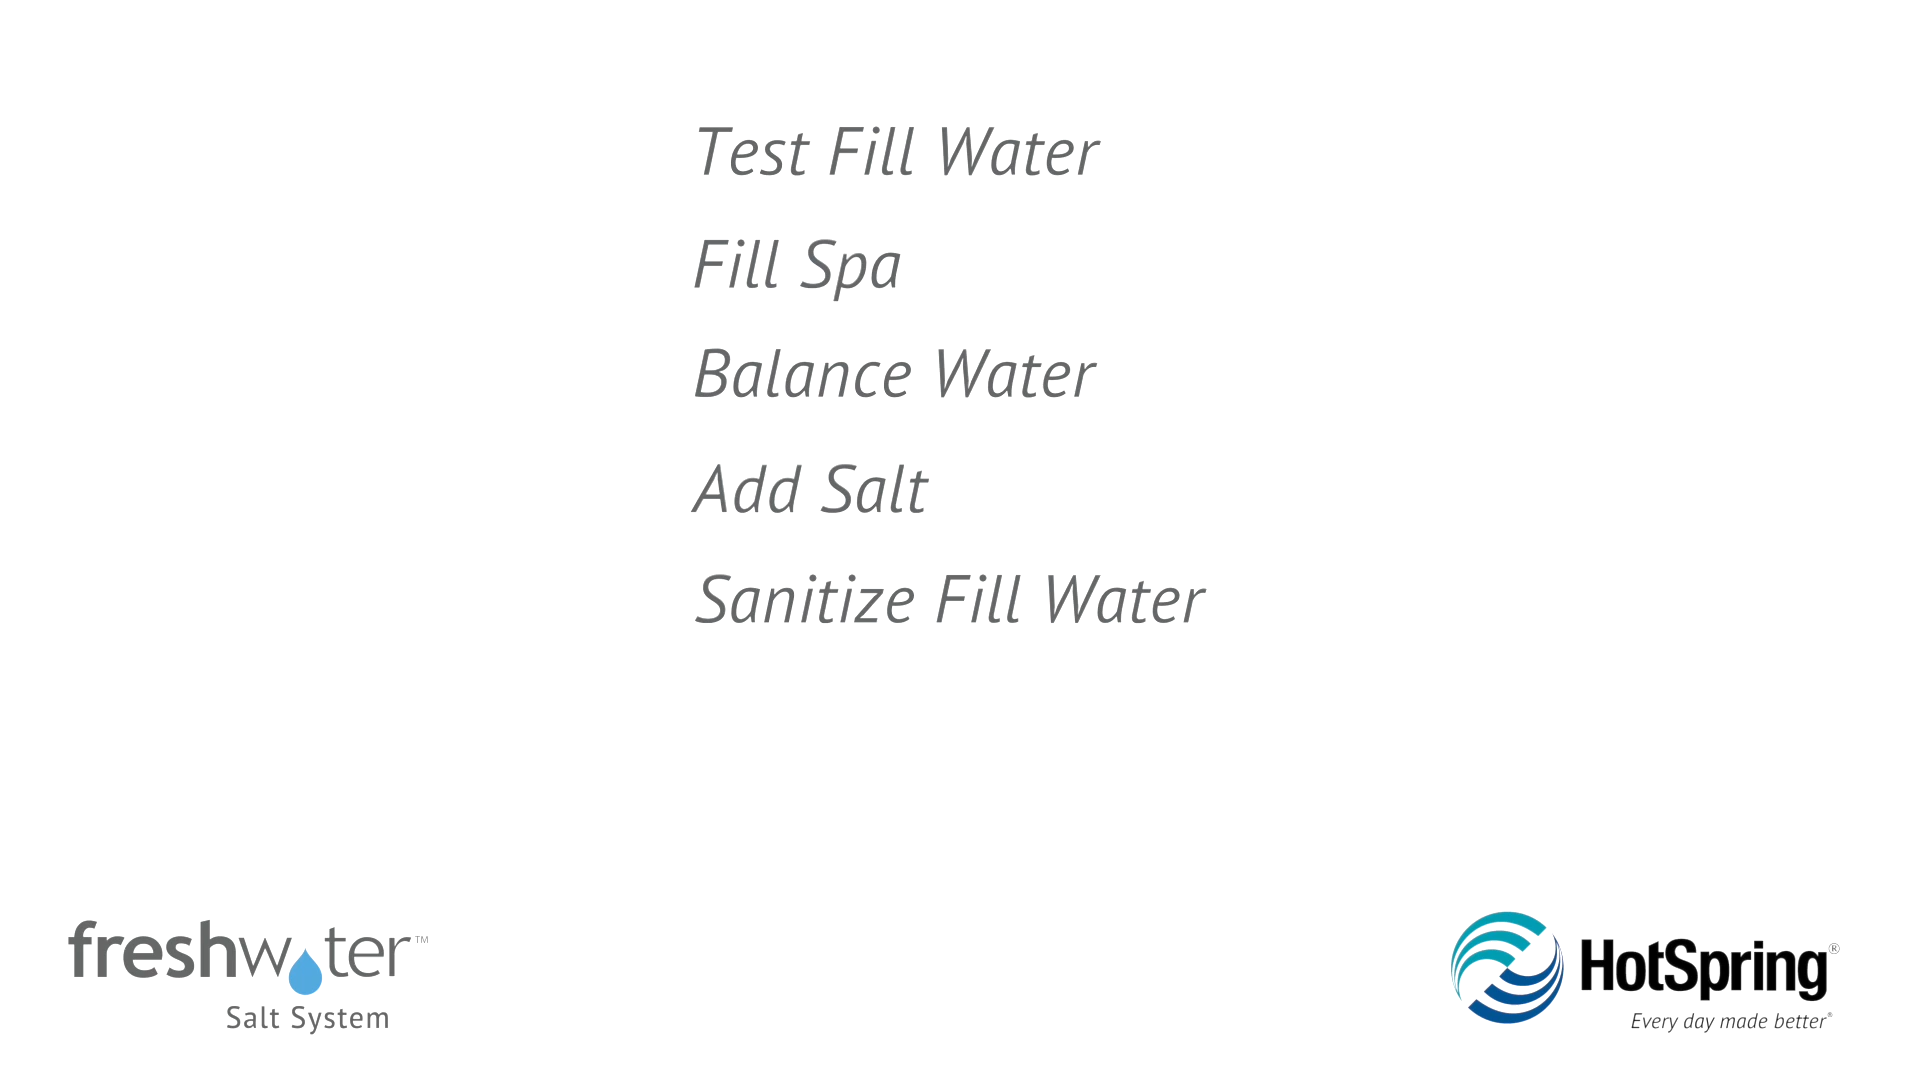 Test Fill Water
Fill Spa
Balance Water
Add Salt
Sanitize Fill Water
freshwater™
Salt System
HotSpring®
Every day made better®